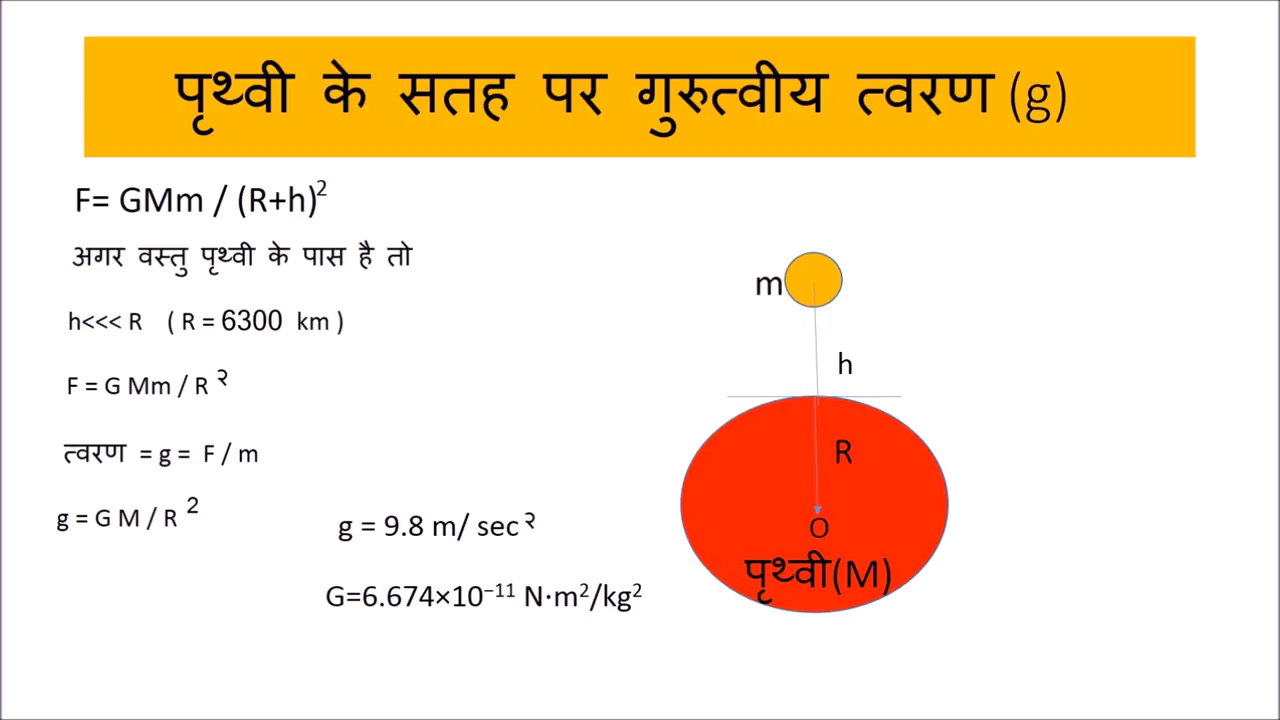 पृथ्वी के सतह पर गुरुत्वीय त्वरण (g)
F= GMm / (R+h)²
अगर वस्तु पृथ्वी के पास है तो
h<<< R ( R = 6300 km )
F = G Mm / R २
त्वरण = g = F / m
g = G M / R ²
g = 9.8 m/ sec २
G=6.674×10⁻¹¹ N·m²/kg²
m
h
R
O
पृथ्वी(M)